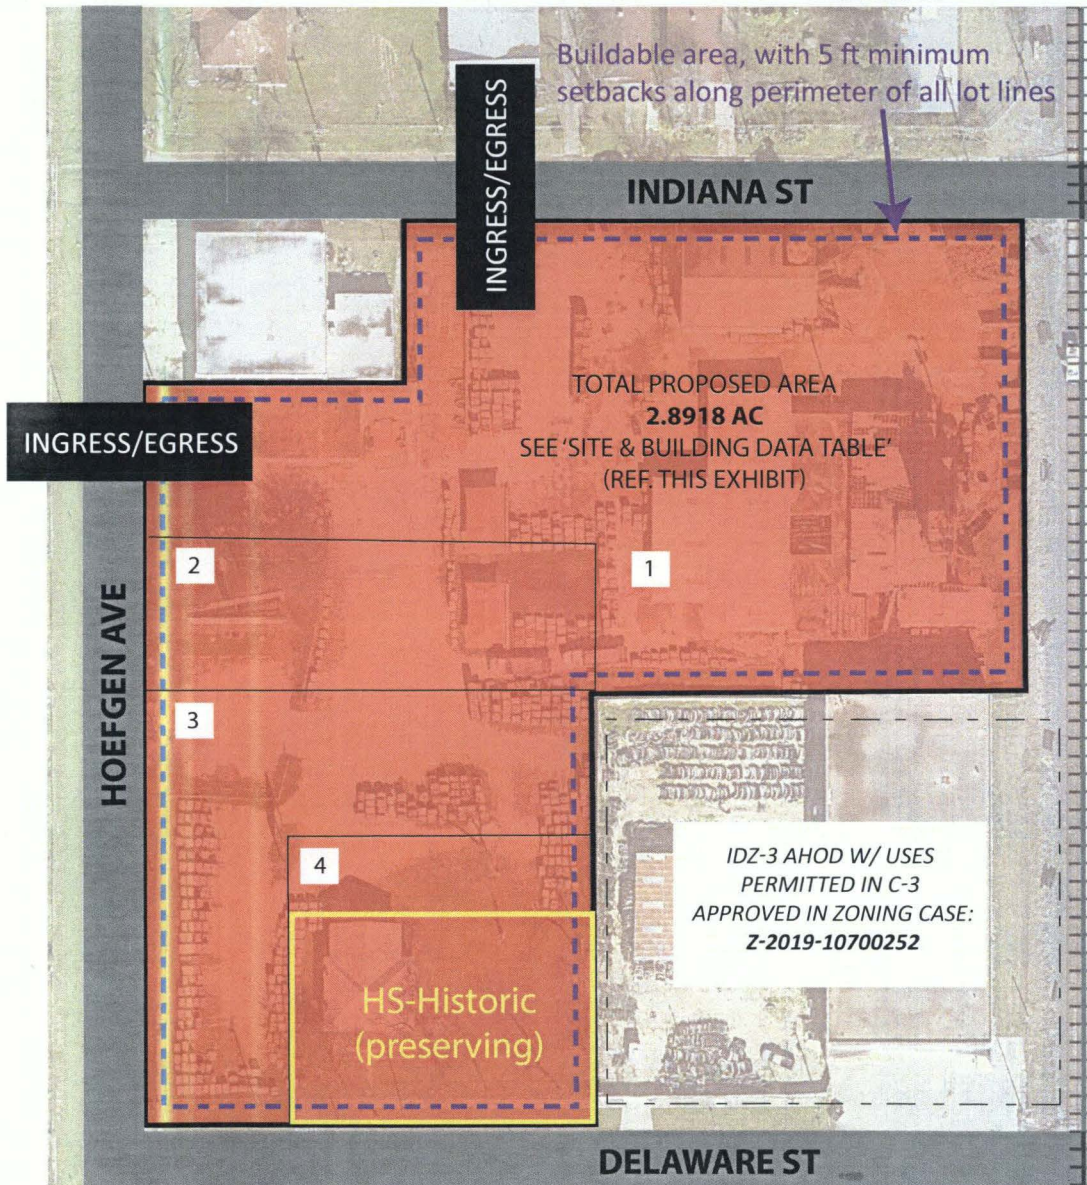 Buildable area, with 5 ft minimum
setbacks along perimeter of all lot lines
INGRESS/EGRESS
INDIANA ST
TOTAL PROPOSED AREA
2.8918 AC
SEE 'SITE & BUILDING DATA TABLE'
(REF. THIS EXHIBIT)
INGRESS/EGRESS
2
1
HOEFGEN AVE
3
4
IDZ-3 AHOD W/ USES
PERMITTED IN C-3
APPROVED IN ZONING CASE:
Z-2019-10700252
HS-Historic
(preserving)
DELAWARE ST